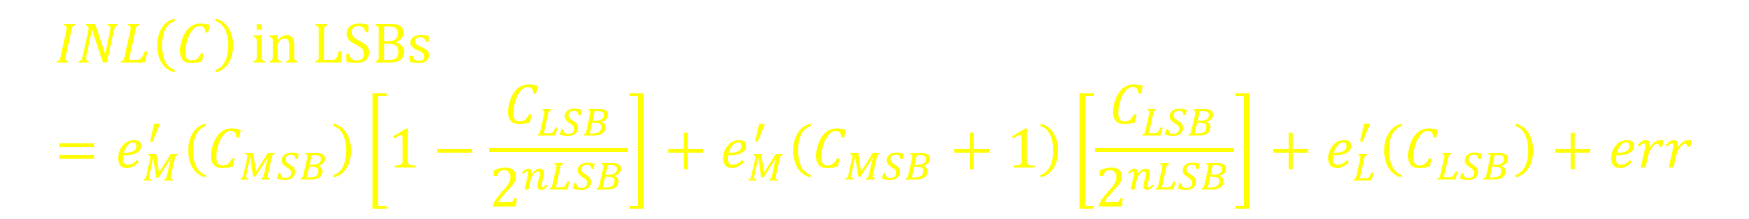 INL(C) in LSBs
= e′_M(C_MSB) [1 − C_LSB/2^nLSB] + e′_M(C_MSB + 1) [C_LSB/2^nLSB] + e′_L(C_LSB) + err